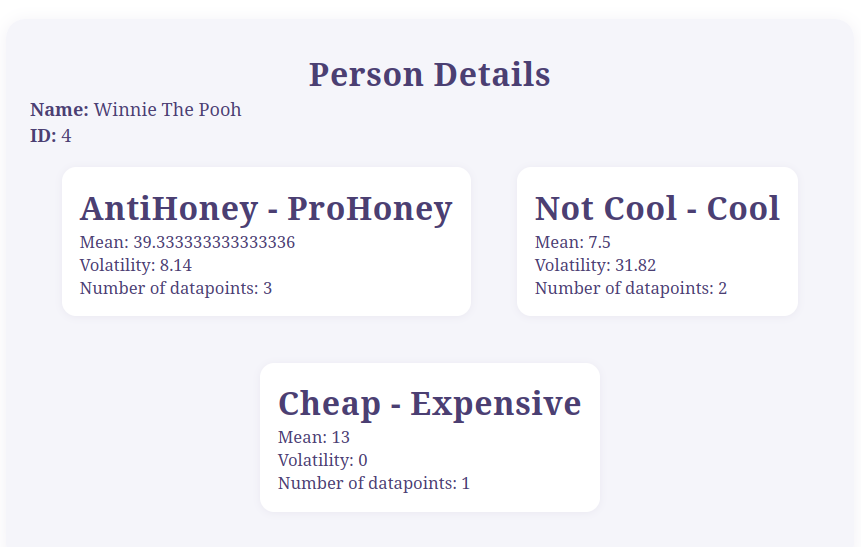 Person Details
Name: Winnie The Pooh
ID: 4
AntiHoney - ProHoney
Mean: 39.333333333333336
Volatility: 8.14
Number of datapoints: 3
Not Cool - Cool
Mean: 7.5
Volatility: 31.82
Number of datapoints: 2
Cheap - Expensive
Mean: 13
Volatility: 0
Number of datapoints: 1